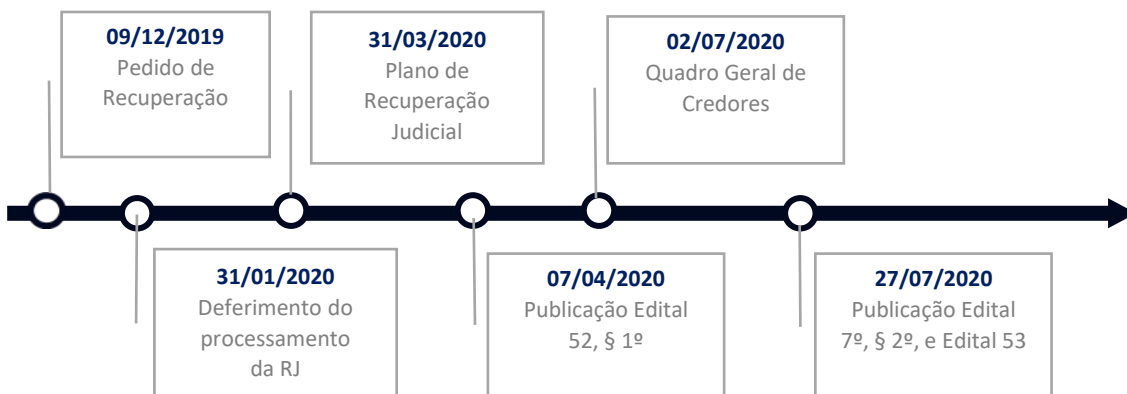 09/12/2019
Pedido de
Recuperação
31/03/2020
Plano de
Recuperação
Judicial
02/07/2020
Quadro Geral de
Credores
31/01/2020
Deferimento do
processamento
da RJ
07/04/2020
Publicação Edital
52, § 1º
27/07/2020
Publicação Edital
7º, § 2º, e Edital 53